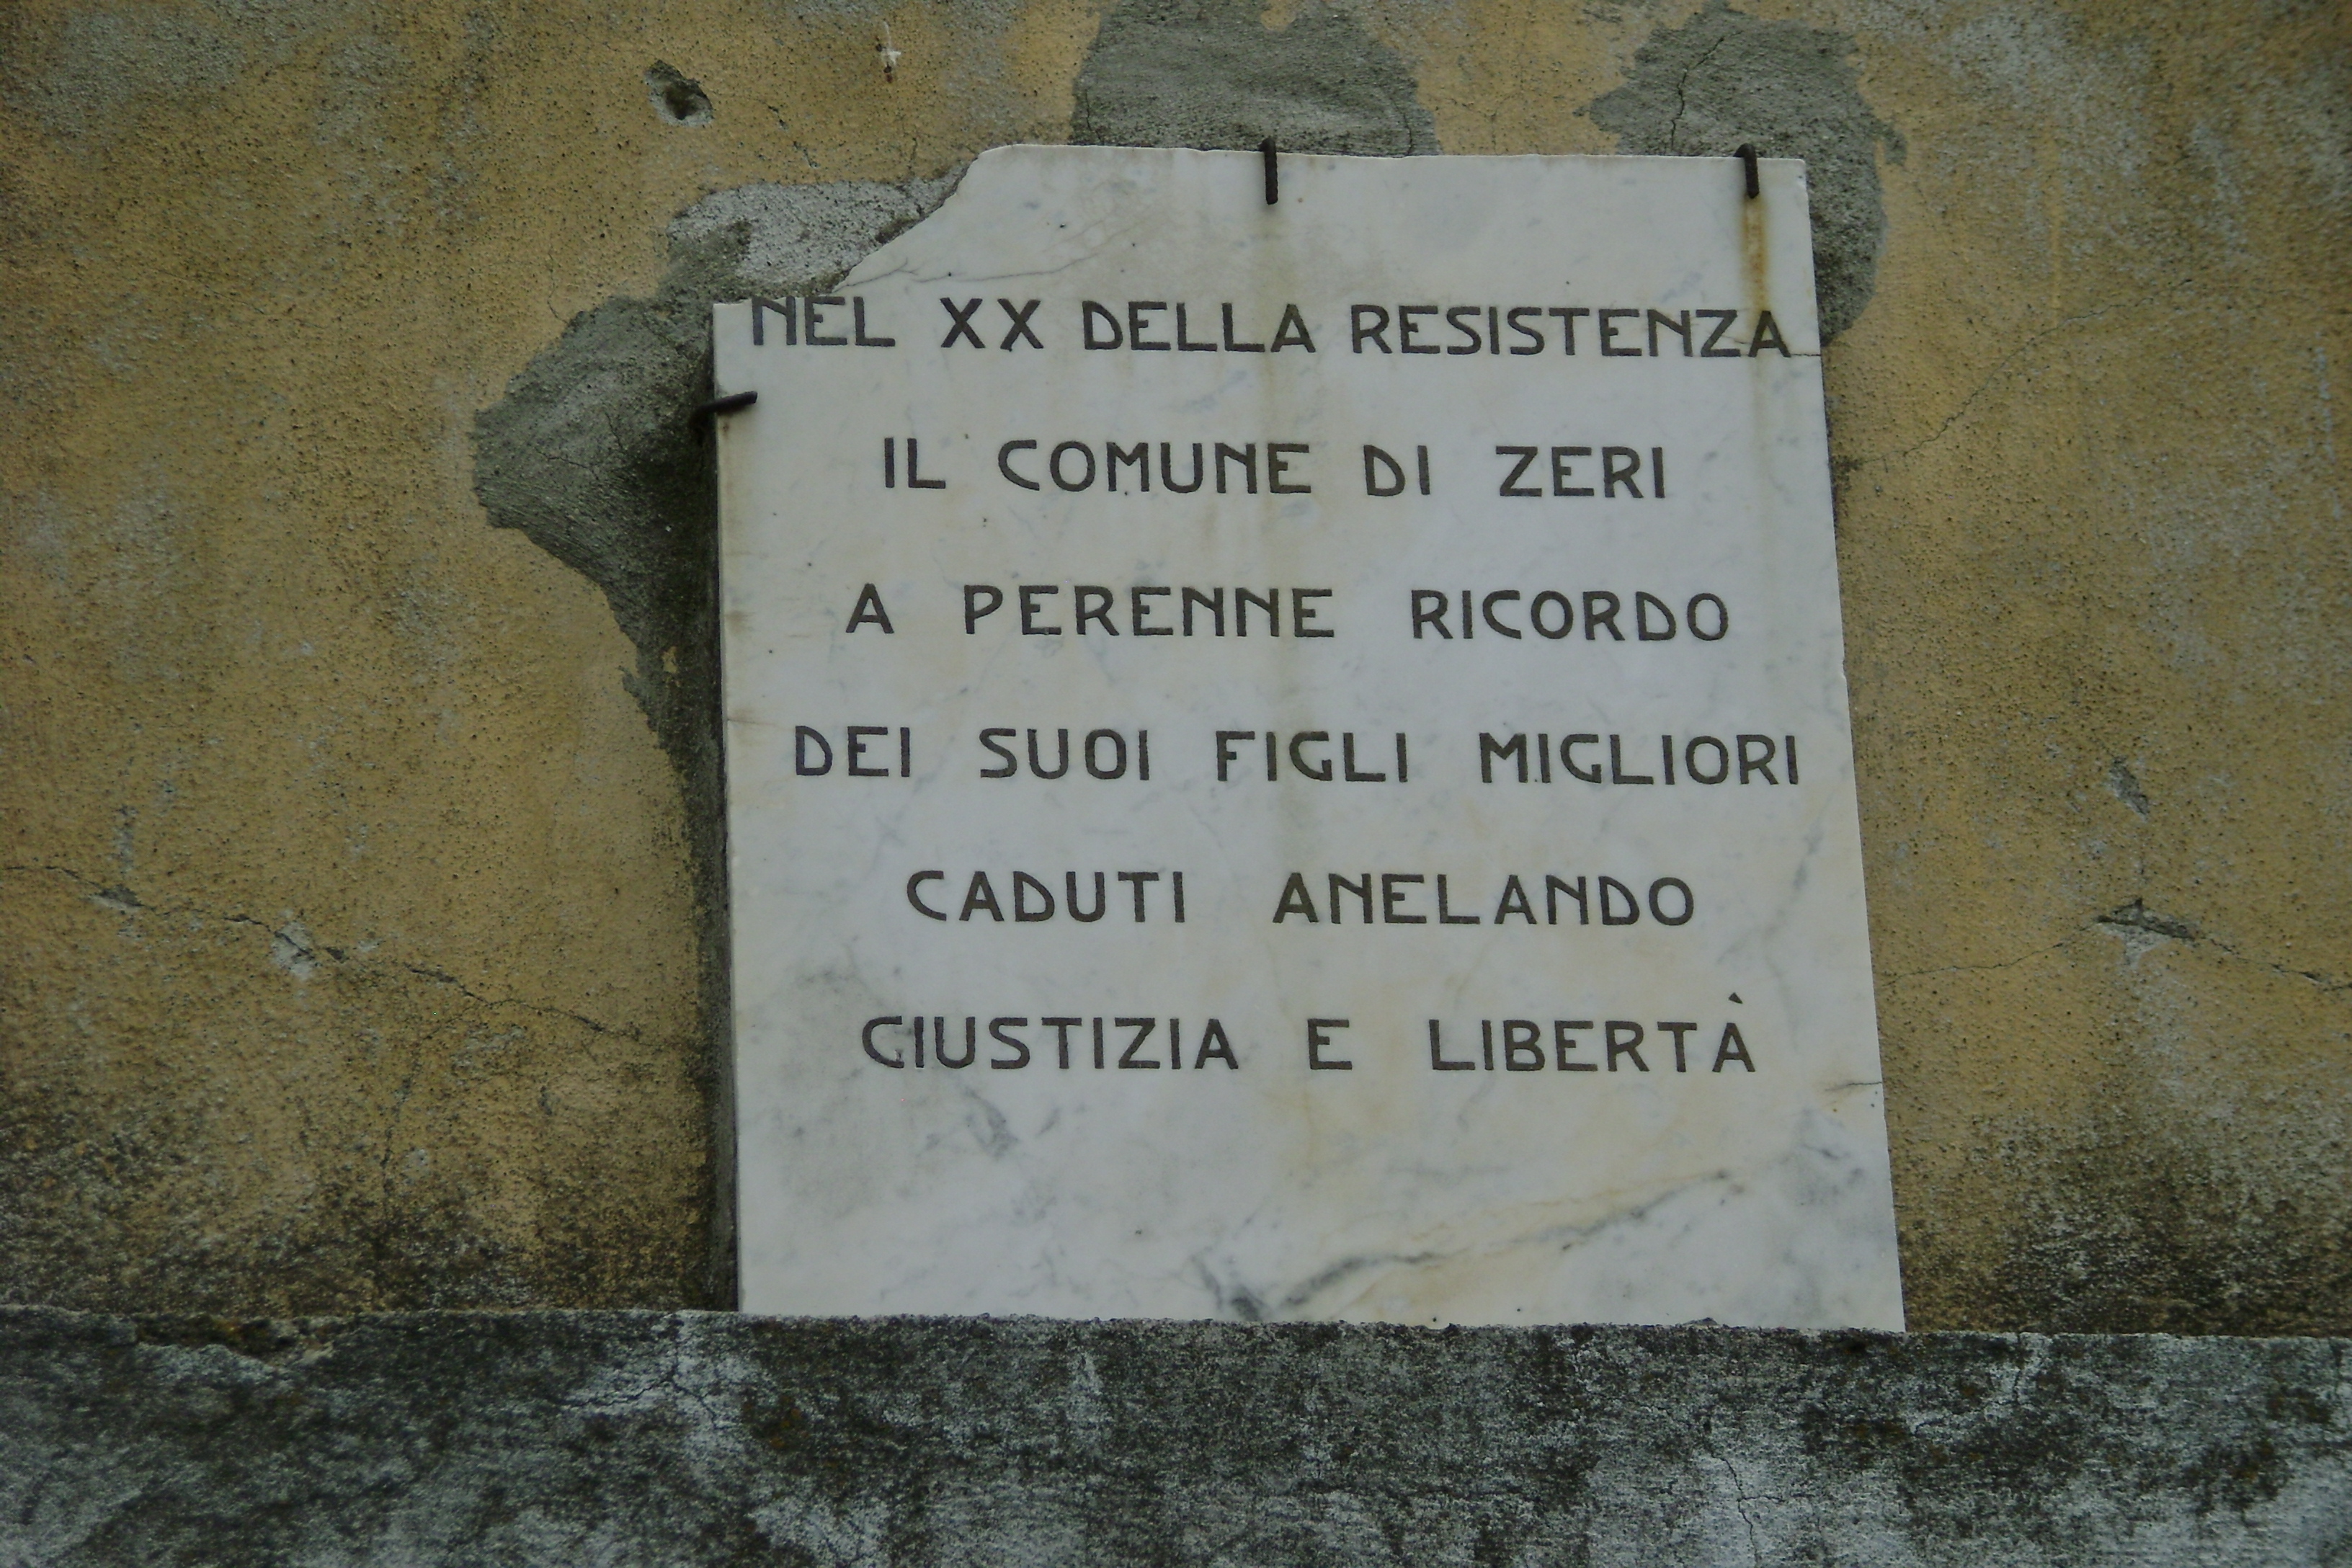 NEL XX DELLA RESISTENZA
IL COMUNE DI ZERI
A PERENNE RICORDO
DEI SUOI FIGLI MIGLIORI
CADUTI ANELANDO
GIUSTIZIA E LIBERTÀ